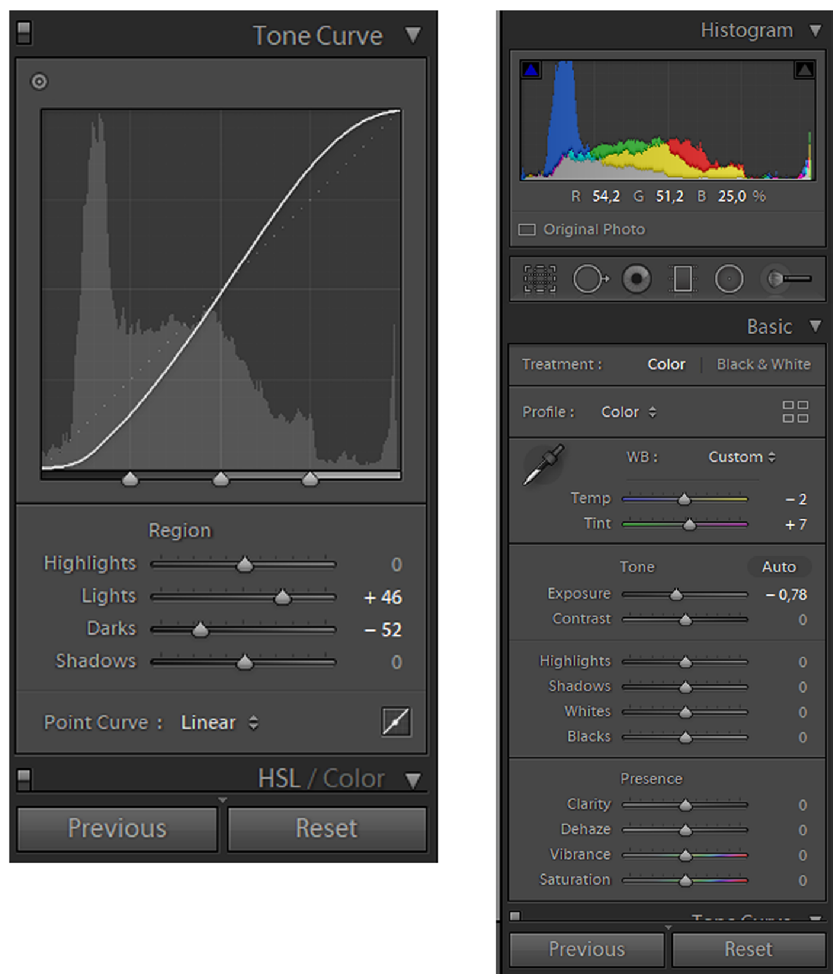 Tone Curve
Region
Highlights 0
Lights + 46
Darks − 52
Shadows 0
Point Curve : Linear
HSL / Color
Previous Reset
Histogram
R 54,2 G 51,2 B 25,0 %
Original Photo
Basic
Treatment : Color Black & White
Profile : Color
WB : Custom
Temp − 2
Tint + 7
Tone Auto
Exposure − 0,78
Contrast 0
Highlights 0
Shadows 0
Whites 0
Blacks 0
Presence
Clarity 0
Dehaze 0
Vibrance 0
Saturation 0
Tone Curve
Previous Reset